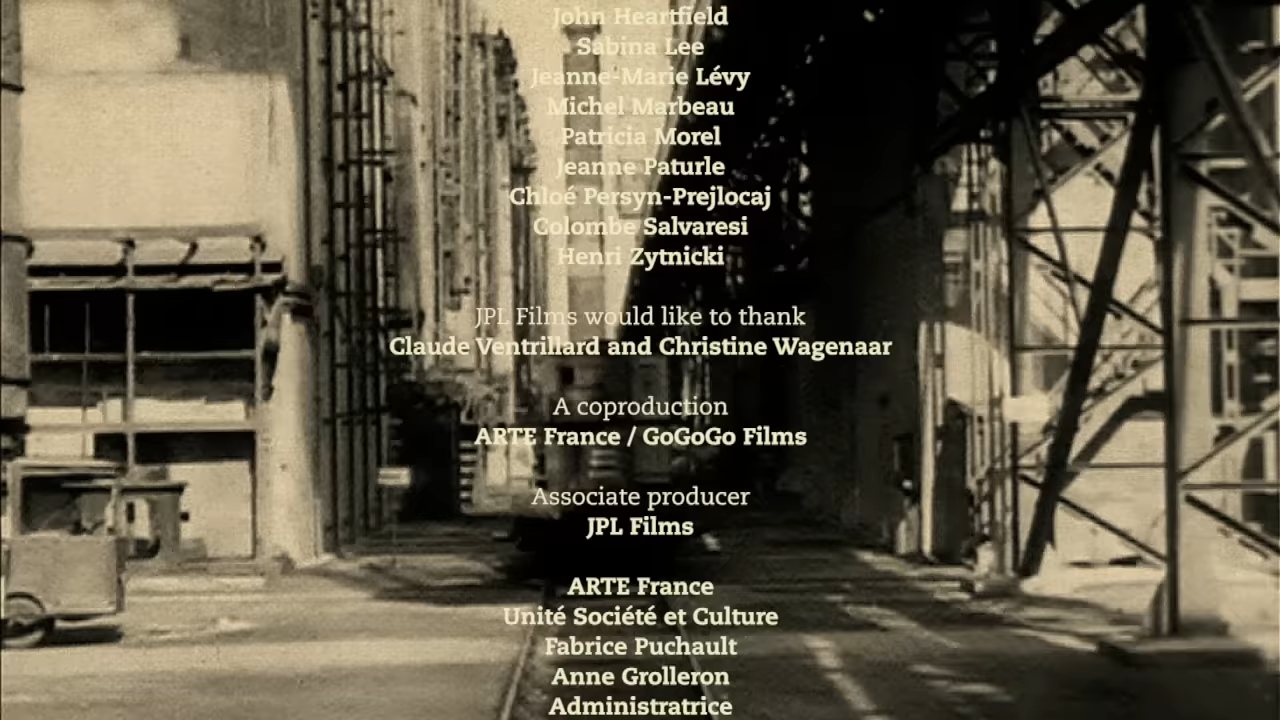 John Heartfield
Sabina Lee
Jeanne-Marie Lévy
Michel Marbeau
Patricia Morel
Jeanne Paturle
Chloé Persyn-Prejlocaj
Colombe Salvaresi
Henri Zytnicki
JPL Films would like to thank
Claude Ventrillard and Christine Wagenaar
A coproduction
ARTE France / GoGoGo Films
Associate producer
JPL Films
ARTE France
Unité Société et Culture
Fabrice Puchault
Anne Grolleron
Administratrice